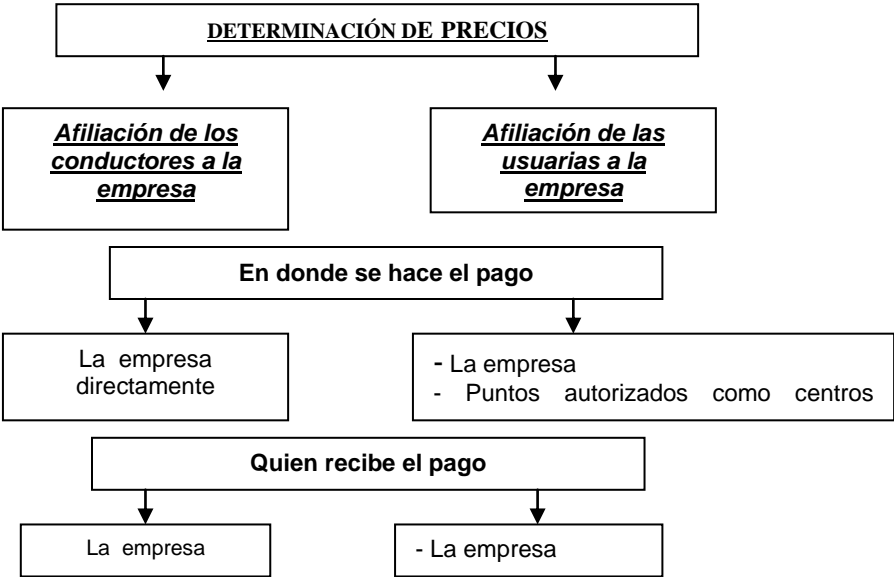 DETERMINACIÓN DE PRECIOS
Afiliación de los
conductores a la
empresa
Afiliación de las
usuarias a la
empresa
En donde se hace el pago
La empresa
directamente
- La empresa
- Puntos autorizados como centros
Quien recibe el pago
La empresa
- La empresa